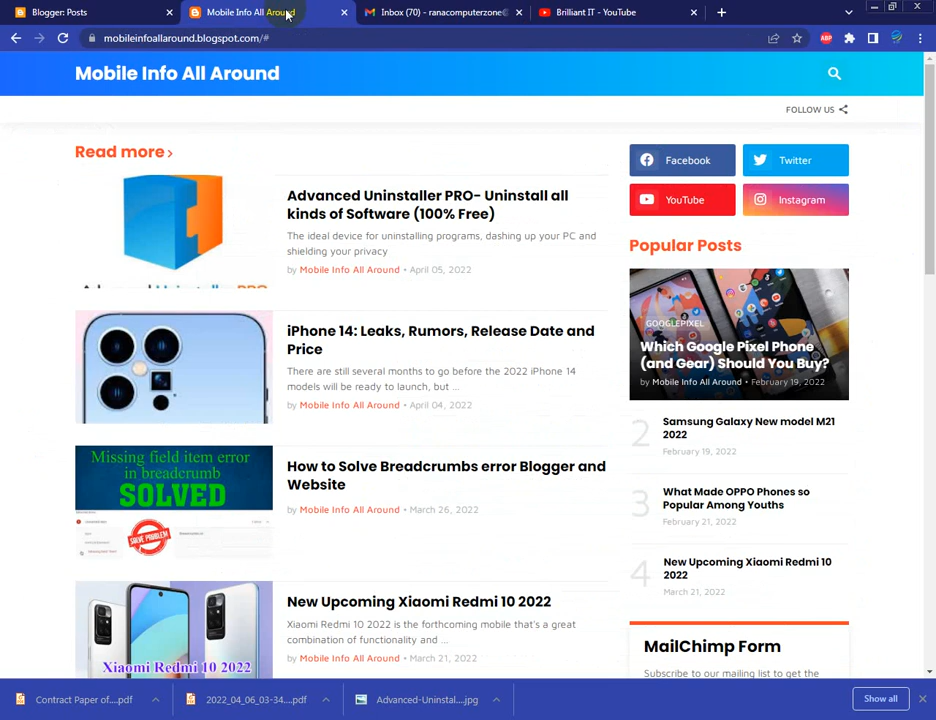 Blogger: Posts
Mobile Info All Around
Inbox (70) - ranacomputerzone@
Brilliant IT - YouTube
mobileinfoallaround.blogspot.com/#
ABP
Mobile Info All Around
FOLLOW US
Read more ›
Advanced Uninstaller PRO- Uninstall all
kinds of Software (100% Free)
The ideal device for uninstalling programs, dashing up your PC and
shielding your privacy
by Mobile Info All Around • April 05, 2022
iPhone 14: Leaks, Rumors, Release Date and
Price
There are still several months to go before the 2022 iPhone 14
models will be ready to launch, but ...
by Mobile Info All Around • April 04, 2022
Missing field item error
in breadcrumb
SOLVED
SOLVE PROBLEM
How to Solve Breadcrumbs error Blogger and
Website
by Mobile Info All Around • March 26, 2022
Xiaomi Redmi 10 2022
New Upcoming Xiaomi Redmi 10 2022
Xiaomi Redmi 10 2022 is the forthcoming mobile that's a great
combination of functionality and ...
by Mobile Info All Around • March 21, 2022
Facebook
Twitter
YouTube
Instagram
Popular Posts
GOOGLEPIXEL
Which Google Pixel Phone
(and Gear) Should You Buy?
by Mobile Info All Around • February 19, 2022
2
Samsung Galaxy New model M21
2022
February 19, 2022
3
What Made OPPO Phones so
Popular Among Youths
February 21, 2022
4
New Upcoming Xiaomi Redmi 10
2022
March 21, 2022
MailChimp Form
Subscribe to our mailing list to get the
Contract Paper of....pdf
2022_04_06_03-34....pdf
Advanced-Uninstal....jpg
Show all